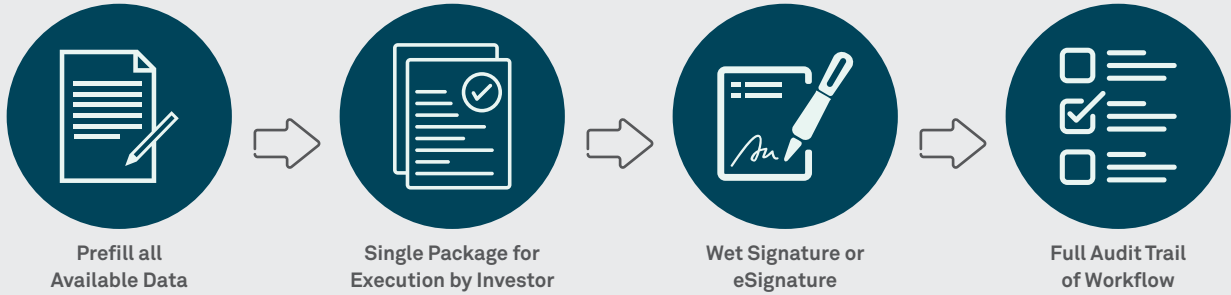 Prefill all
Available Data
Single Package for
Execution by Investor
Wet Signature or
eSignature
Full Audit Trail
of Workflow